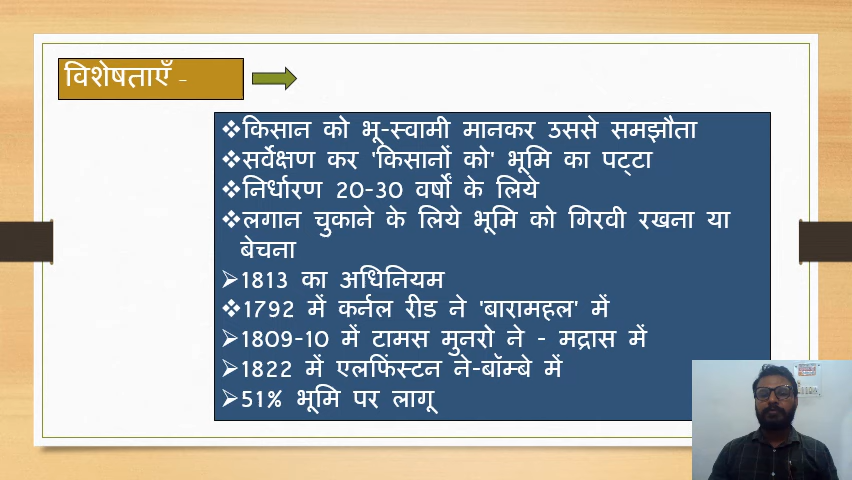 विशेषताएँ -
❖किसान को भू-स्वामी मानकर उससे समझौता
❖सर्वेक्षण कर 'किसानों को' भूमि का पट्टा
❖निर्धारण 20-30 वर्षों के लिये
❖लगान चुकाने के लिये भूमि को गिरवी रखना या
बेचना
➢1813 का अधिनियम
❖1792 में कर्नल रीड ने 'बारामहल' में
➢1809-10 में टामस मुनरो ने - मद्रास में
➢1822 में एलफिंस्टन ने-बॉम्बे में
➢51% भूमि पर लागू